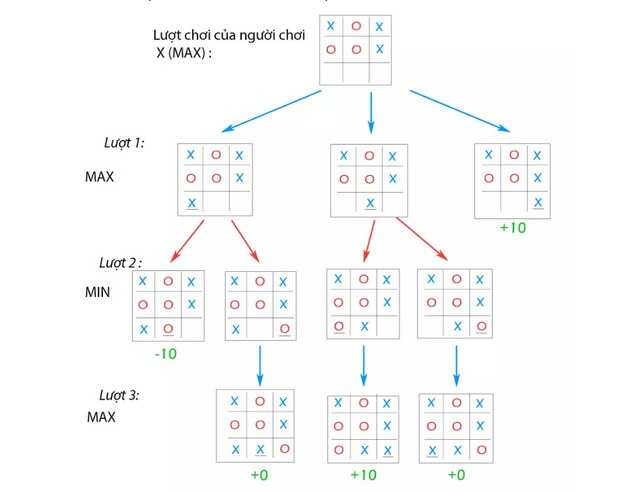 Lượt chơi của người chơi
X (MAX) :
X O X
O O X
Lượt 1:
MAX
X O X
O O X
X
X O X
O O X
X
X O X
O O X
X
+10
Lượt 2 :
MIN
X O X
O O X
X O
-10
X O X
O O X
X O
X O X
O O X
O X
X O X
O O X
X O
Lượt 3:
MAX
X O X
O O X
X X O
+0
X O X
O O X
O X X
+10
X O X
O O X
X X O
+0